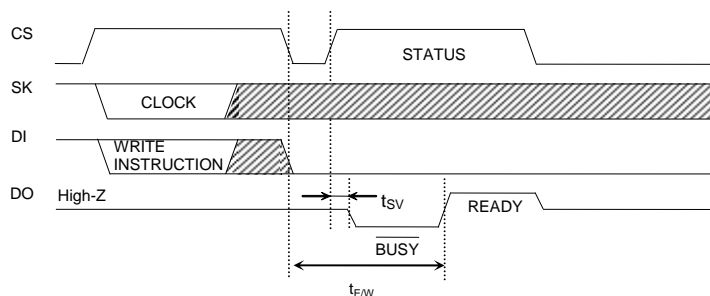 CS
STATUS
SK
CLOCK
DI
WRITE
INSTRUCTION
DO
High-Z
tSV
READY
BUSY
tE/W